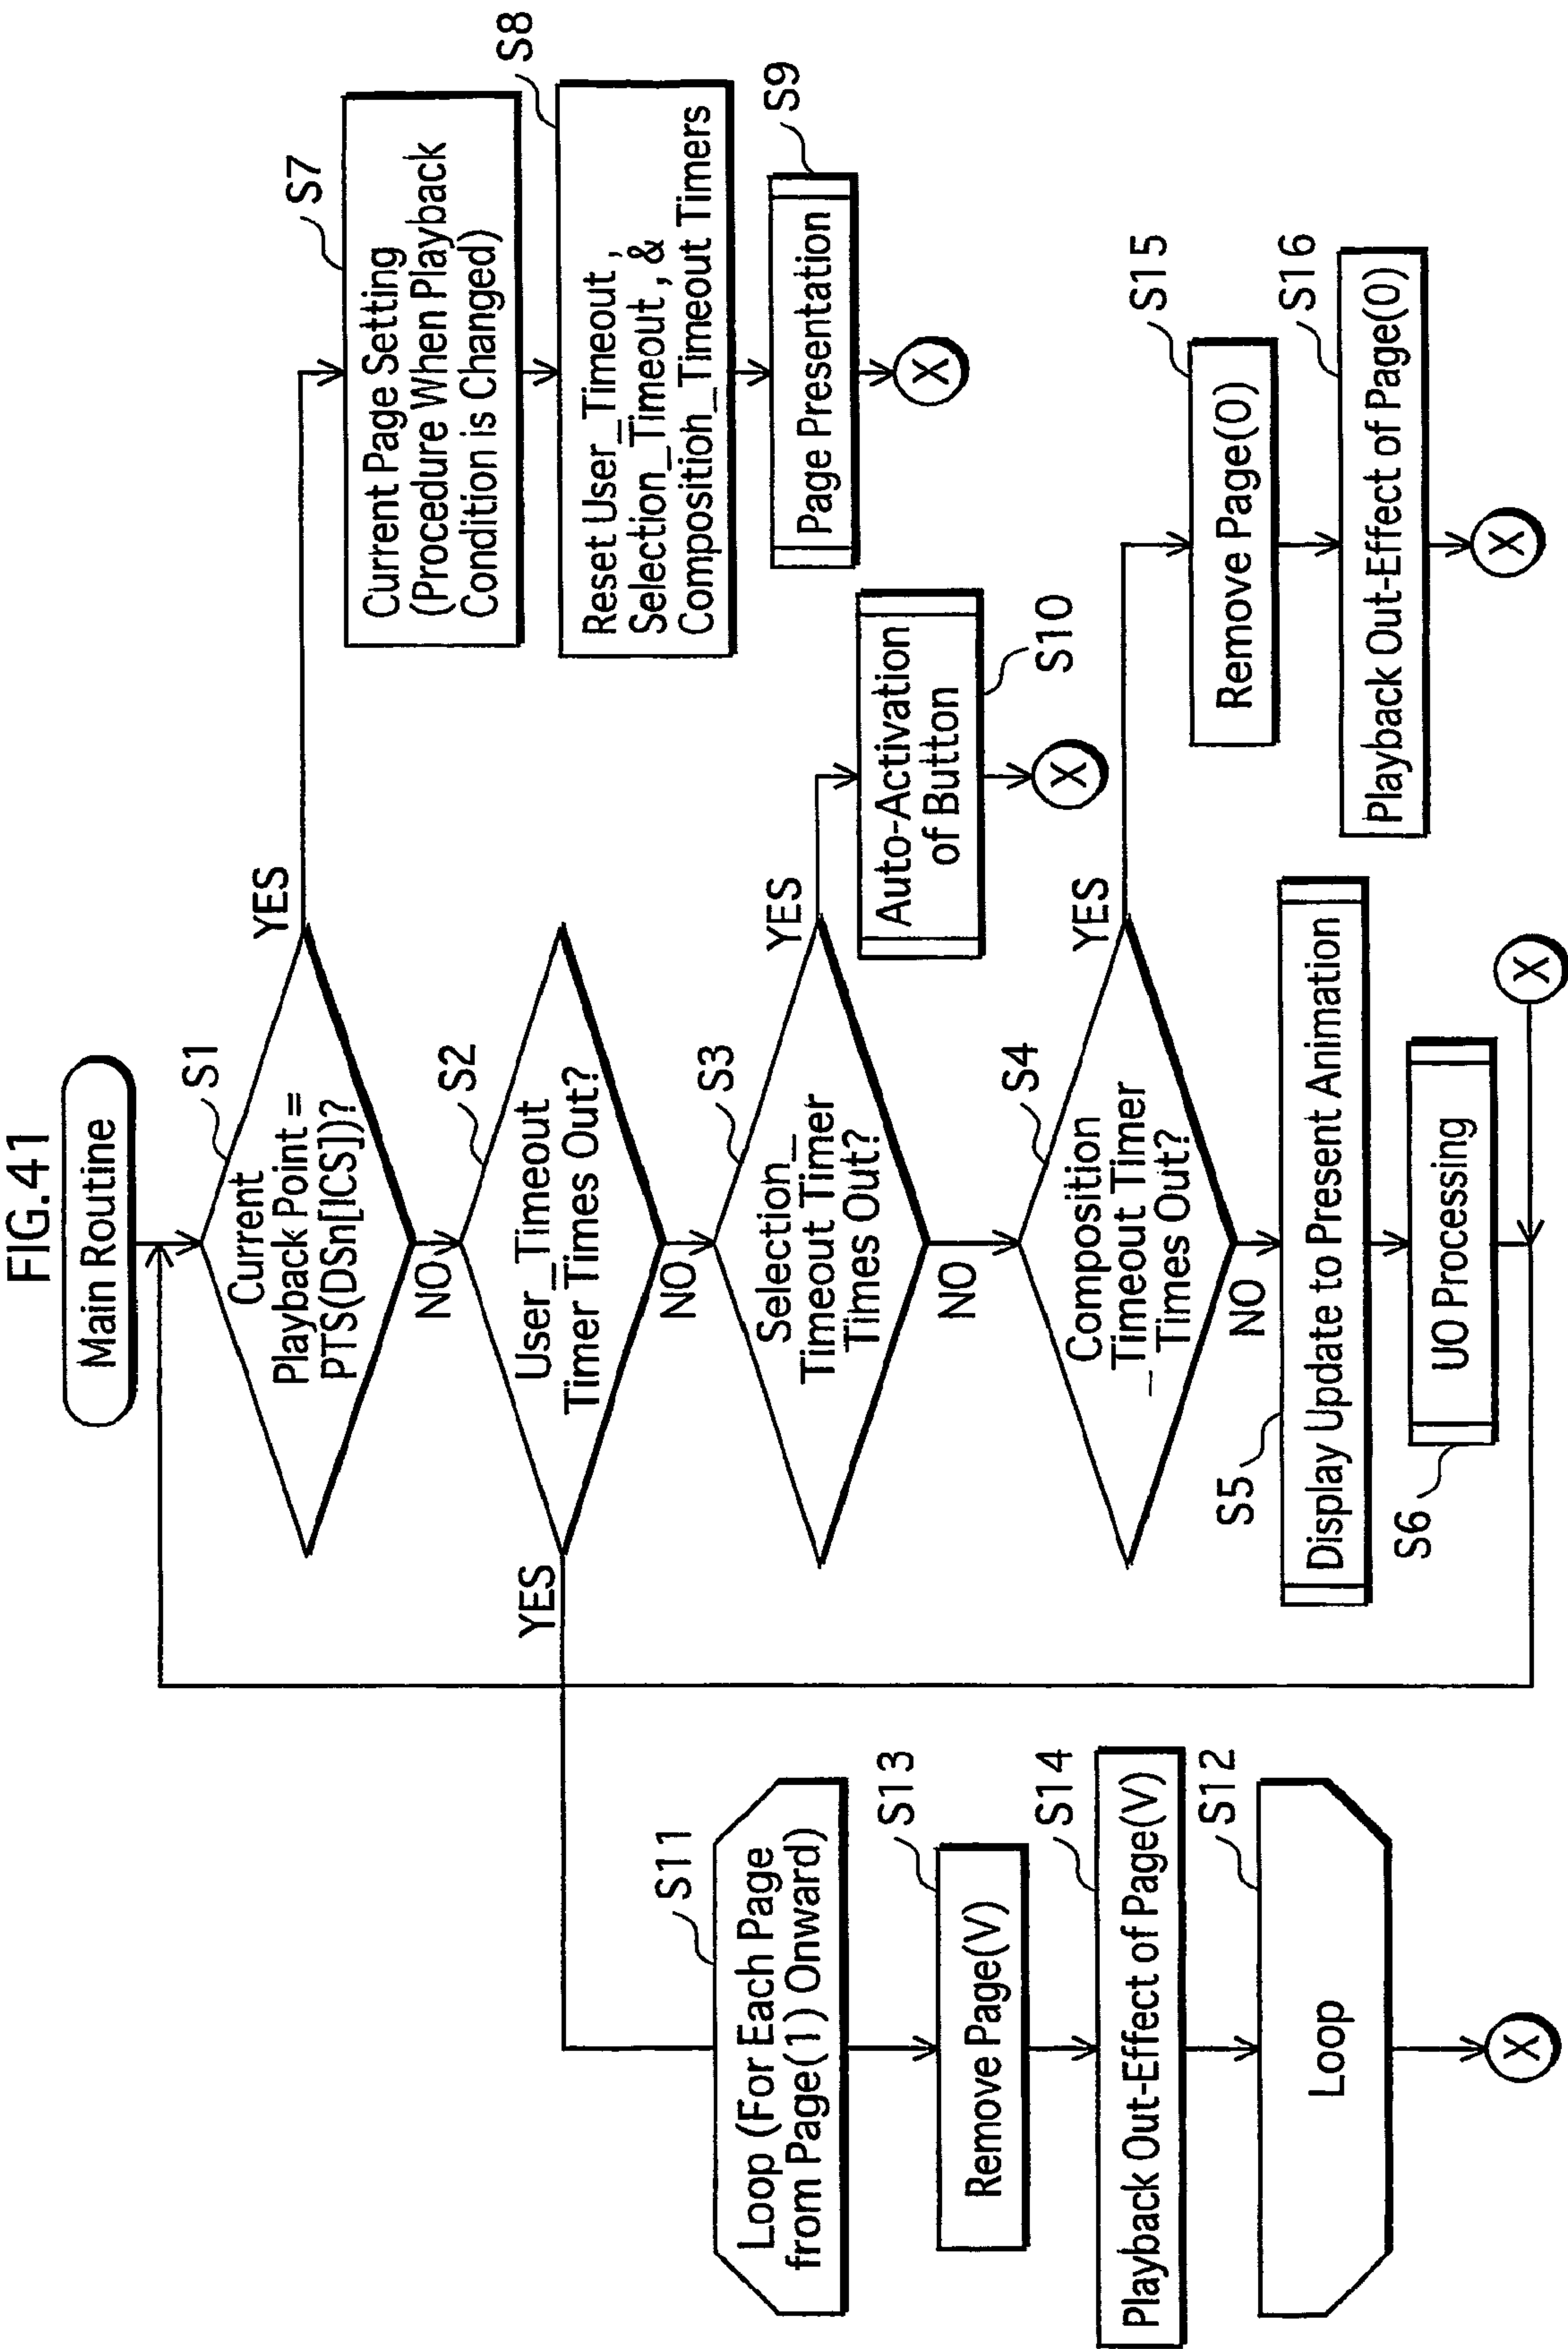 FIG.41
Main Routine
S1
Current
Playback Point =
PTS(DSn[ICS])?
YES
NO
S7
Current Page Setting
(Procedure When Playback
Condition is Changed)
S8
Reset User_Timeout ,
Selection_Timeout , &
Composition_Timeout Timers
S9
Page Presentation
X
S2
User_Timeout
Timer Times Out?
YES
NO
S11
Loop (For Each Page
from Page(1) Onward)
S13
Remove Page(V)
S14
Playback Out-Effect of Page(V)
S12
Loop
X
S3
Selection_
Timeout Timer
Times Out?
YES
NO
Auto-Activation
of Button
S10
X
S4
Composition
_Timeout Timer
Times Out?
YES
NO
S15
Remove Page(0)
S16
Playback Out-Effect of Page(0)
X
S5
Display Update to Present Animation
S6
UO Processing
X